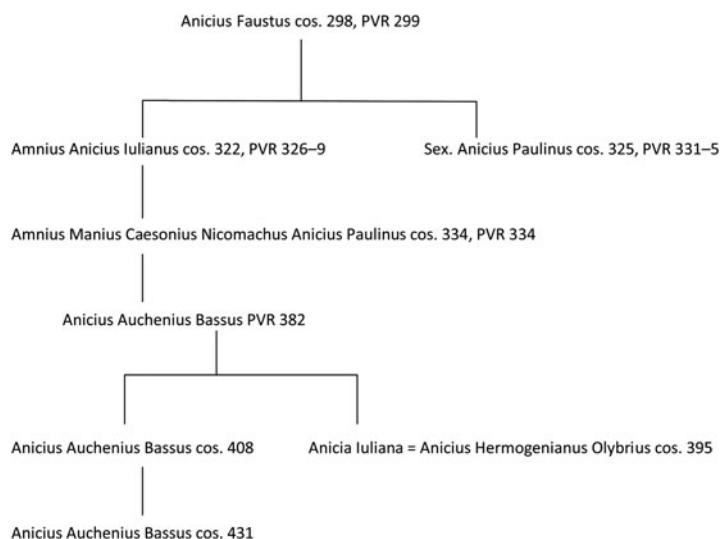 Anicius Faustus cos. 298, PVR 299
Amnius Anicius Iulianus cos. 322, PVR 326–9
Sex. Anicius Paulinus cos. 325, PVR 331–5
Amnius Manius Caesonius Nicomachus Anicius Paulinus cos. 334, PVR 334
Anicius Auchenius Bassus PVR 382
Anicius Auchenius Bassus cos. 408
Anicia Iuliana = Anicius Hermogenianus Olybrius cos. 395
Anicius Auchenius Bassus cos. 431